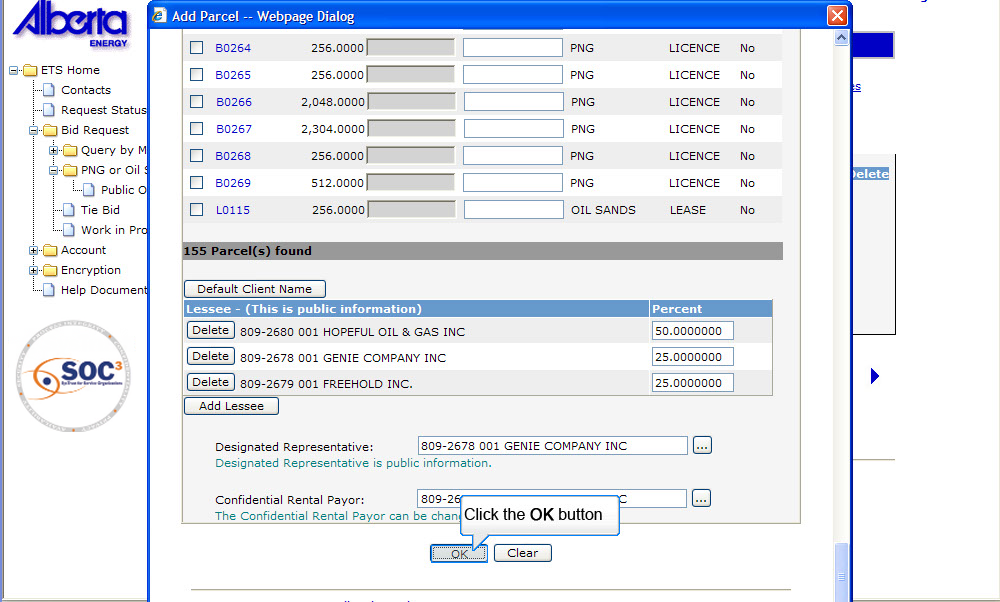 Alberta
ENERGY
ETS Home
Contacts
Request Status
Bid Request
Query by M
PNG or Oil S
Public O
Tie Bid
Work in Pro
Account
Encryption
Help Document
SOC3
Add Parcel -- Webpage Dialog
B0264 256.0000 PNG LICENCE No
B0265 256.0000 PNG LICENCE No
B0266 2,048.0000 PNG LICENCE No
B0267 2,304.0000 PNG LICENCE No
B0268 256.0000 PNG LICENCE No
B0269 512.0000 PNG LICENCE No
L0115 256.0000 OIL SANDS LEASE No
155 Parcel(s) found
Default Client Name
Lessee - (This is public information) Percent
Delete 809-2680 001 HOPEFUL OIL & GAS INC 50.0000000
Delete 809-2678 001 GENIE COMPANY INC 25.0000000
Delete 809-2679 001 FREEHOLD INC. 25.0000000
Add Lessee
Designated Representative: 809-2678 001 GENIE COMPANY INC ...
Designated Representative is public information.
Confidential Rental Payor: 809-26 C ...
The Confidential Rental Payor can be chan
Click the OK button
OK Clear
es
Delete